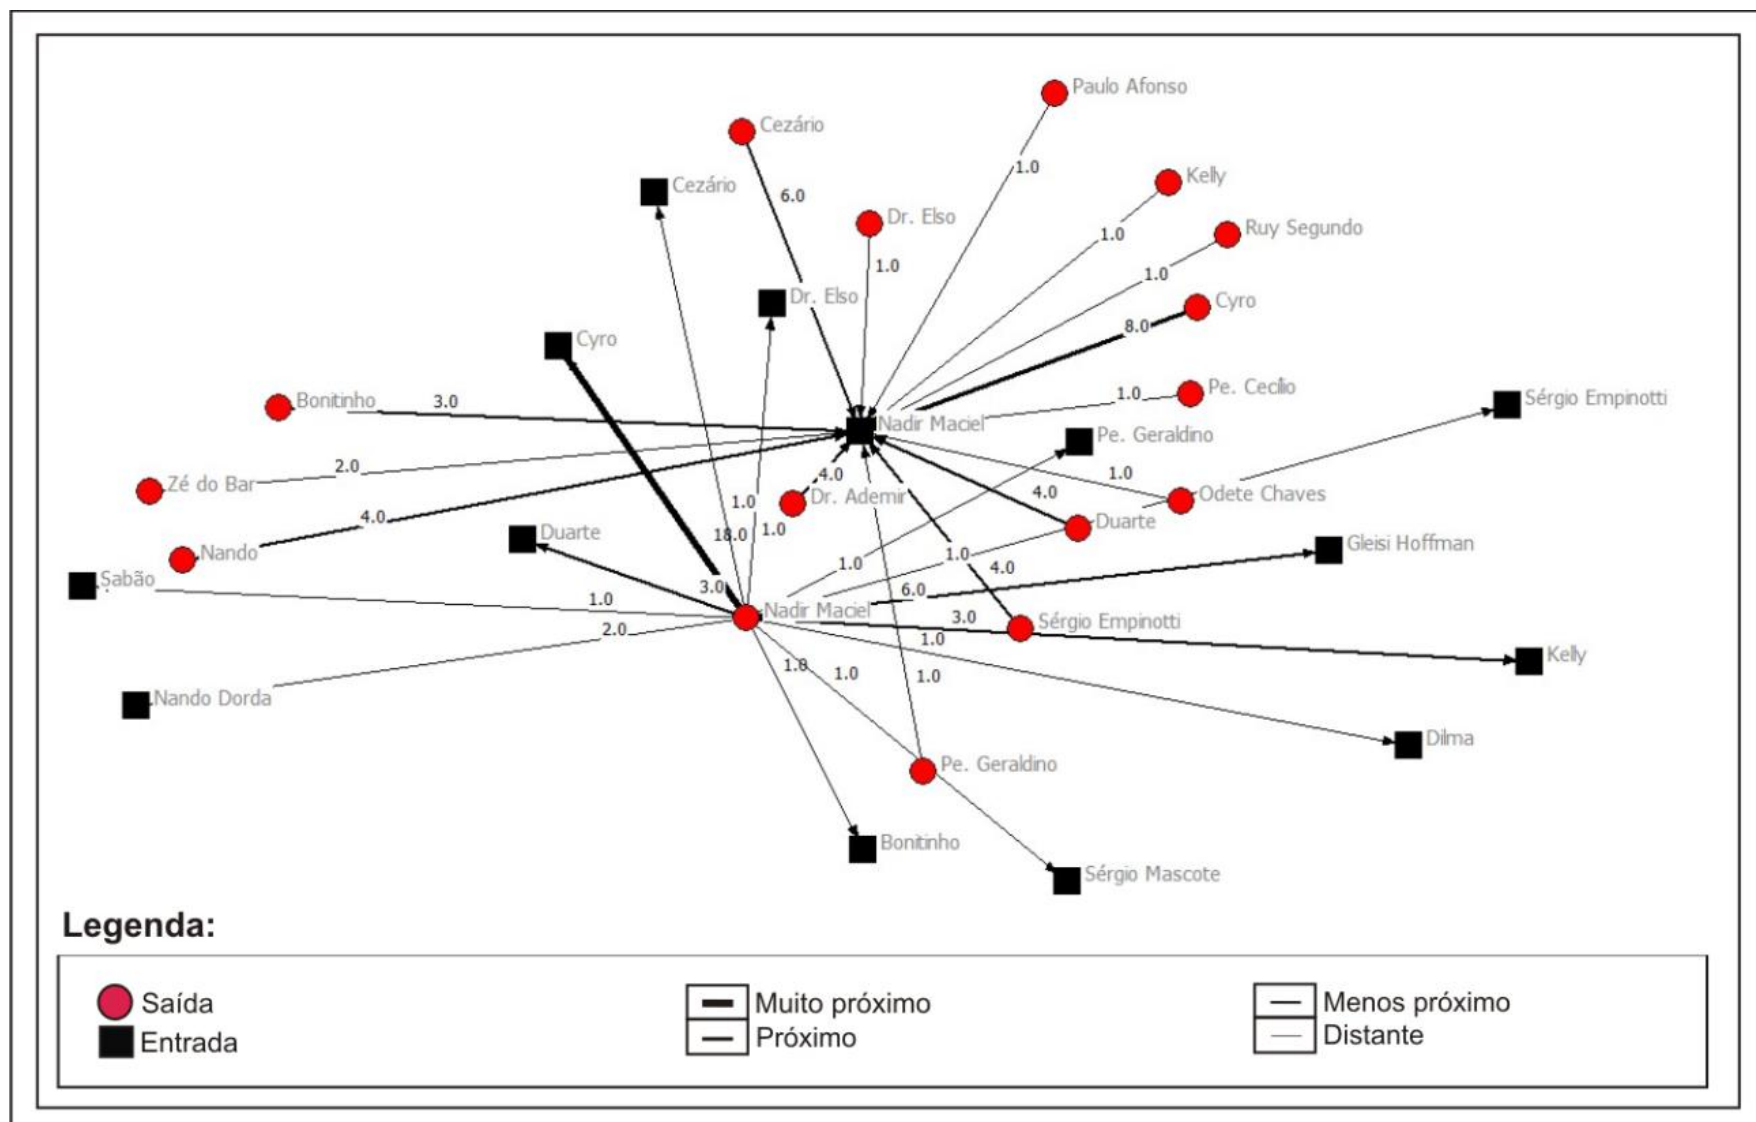 Paulo Afonso
Cezário
1.0
Kelly
Cezário
6.0
Dr. Elso
Ruy Segundo
1.0
1.0
1.0
Dr. Elso
Cyro
8.0
Cyro
Pe. Cecílio
1.0
Sérgio Empinotti
Bonitinho
3.0
Nadir Maciel
Pe. Geraldino
2.0
4.0
1.0
Zé do Bar
Dr. Ademir
4.0
Odete Chaves
1.0
4.0
Duarte
18.0
1.0
Duarte
Nando
1.0
1.0
Gleisi Hoffman
4.0
Sabão
3.0
6.0
1.0
Nadir Maciel
3.0
Sérgio Empinotti
2.0
1.0
Kelly
1.0
1.0
1.0
Nando Dorda
Dilma
Pe. Geraldino
Bonitinho
Sérgio Mascote
Legenda:
Saída
Muito próximo
Menos próximo
Entrada
Próximo
Distante